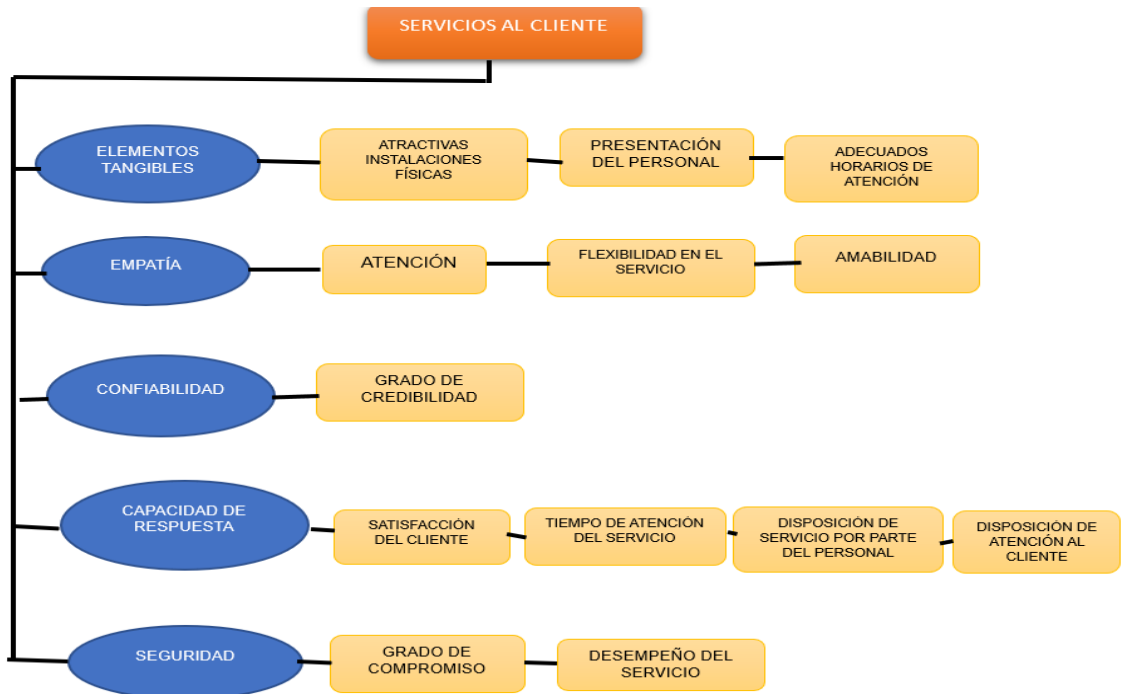 SERVICIOS AL CLIENTE
ELEMENTOS
TANGIBLES
ATRACTIVAS
INSTALACIONES
FÍSICAS
PRESENTACIÓN
DEL PERSONAL
ADECUADOS
HORARIOS DE
ATENCIÓN
EMPATÍA
ATENCIÓN
FLEXIBILIDAD EN EL
SERVICIO
AMABILIDAD
CONFIABILIDAD
GRADO DE
CREDIBILIDAD
CAPACIDAD DE
RESPUESTA
SATISFACCIÓN
DEL CLIENTE
TIEMPO DE ATENCIÓN
DEL SERVICIO
DISPOSICIÓN DE
SERVICIO POR PARTE
DEL PERSONAL
DISPOSICIÓN DE
ATENCIÓN AL
CLIENTE
SEGURIDAD
GRADO DE
COMPROMISO
DESEMPEÑO DEL
SERVICIO